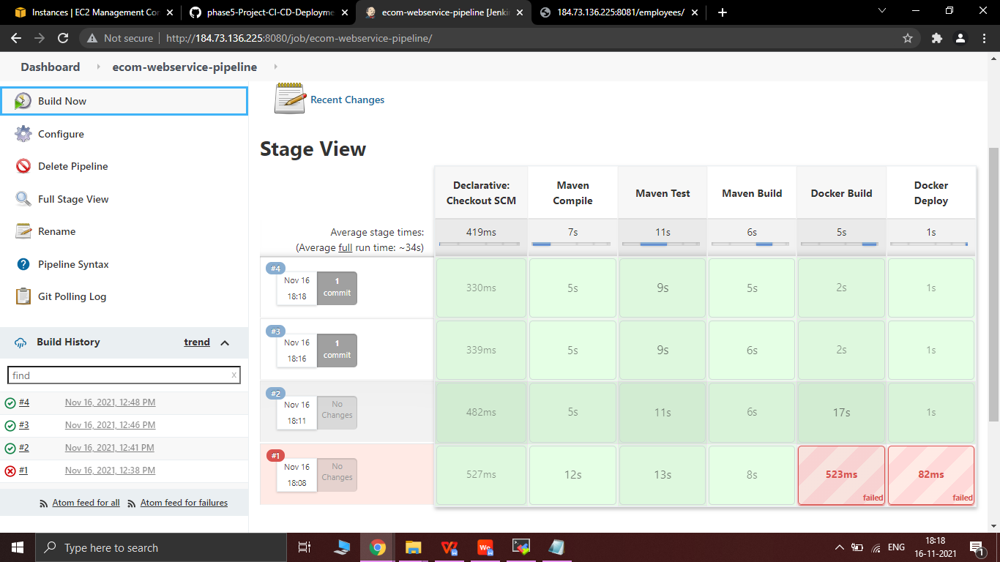 Instances | EC2 Management Con
phase5-Project-CI-CD-Deployme
ecom-webservice-pipeline [Jenki
184.73.136.225:8081/employees/
Not secure
http://184.73.136.225:8080/job/ecom-webservice-pipeline/
Dashboard
ecom-webservice-pipeline
Build Now
Configure
Delete Pipeline
Full Stage View
Rename
Pipeline Syntax
Git Polling Log
Build History
trend
find
x
#4 Nov 16, 2021, 12:48 PM
#3 Nov 16, 2021, 12:46 PM
#2 Nov 16, 2021, 12:41 PM
#1 Nov 16, 2021, 12:38 PM
Atom feed for all
Atom feed for failures
Recent Changes
Stage View
Declarative:
Checkout SCM
Maven
Compile
Maven Test
Maven Build
Docker Build
Docker
Deploy
Average stage times:
(Average full run time: ~34s)
419ms 7s 11s 6s 5s 1s
#4
Nov 16
18:18
1
commit
330ms 5s 9s 5s 2s 1s
#3
Nov 16
18:16
1
commit
339ms 5s 9s 6s 2s 1s
#2
Nov 16
18:11
No
Changes
482ms 5s 11s 6s 17s 1s
#1
Nov 16
18:08
No
Changes
527ms 12s 13s 8s 523ms 82ms
failed failed
Type here to search
ENG
18:18
16-11-2021
1